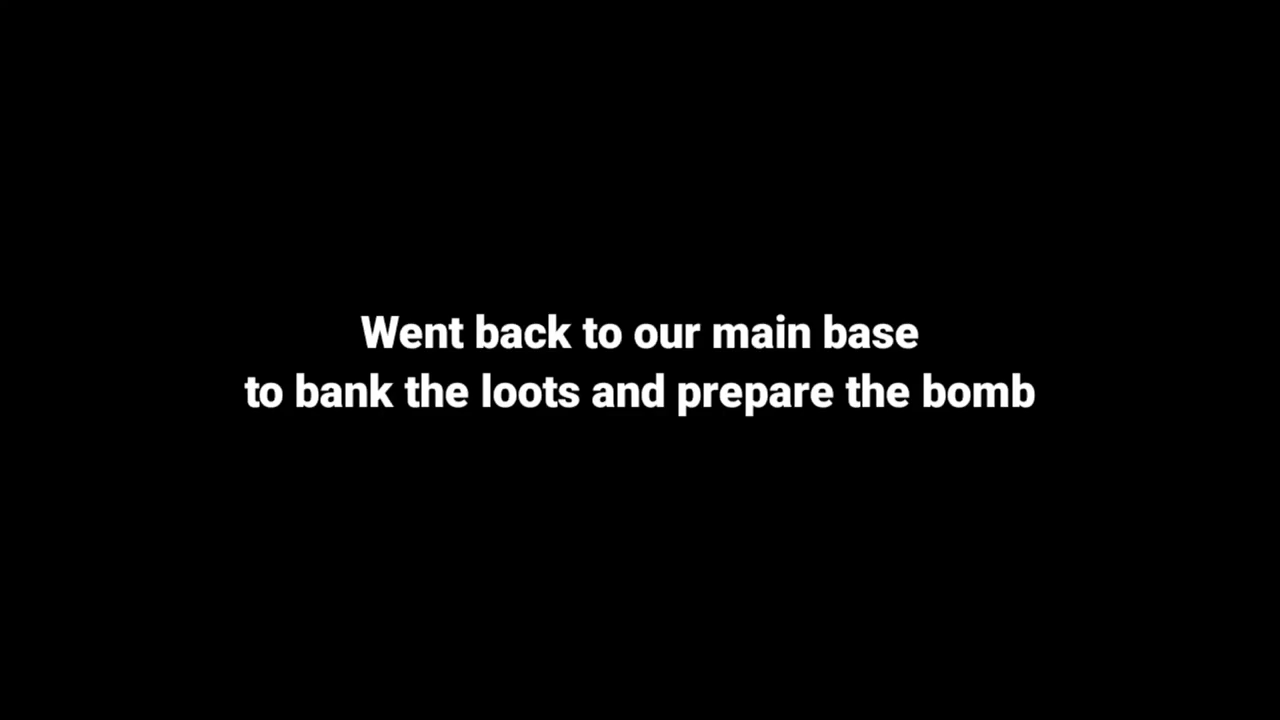 Went back to our main base
to bank the loots and prepare the bomb